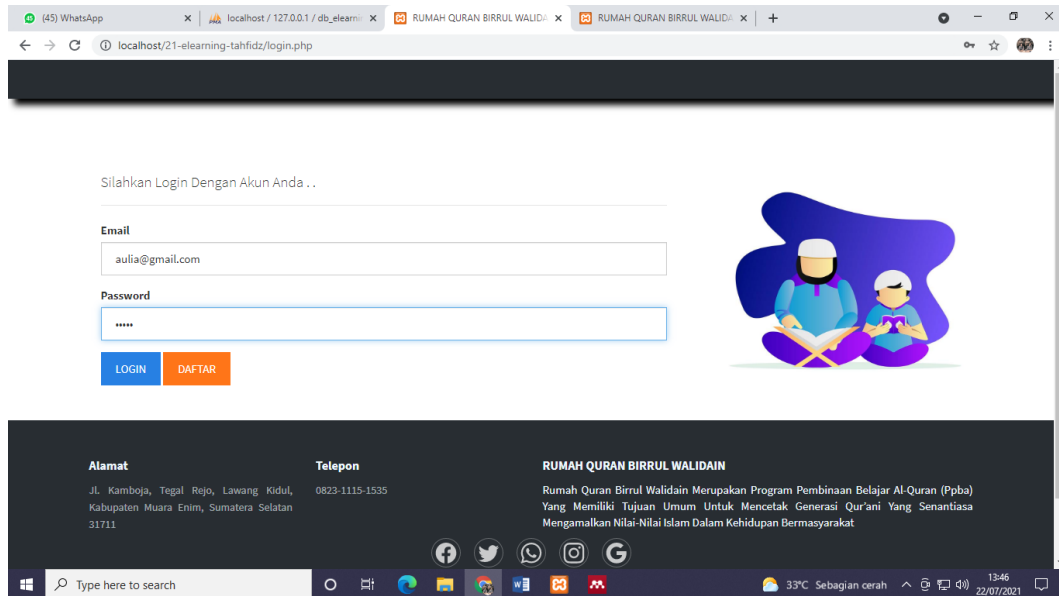 (45) WhatsApp
localhost / 127.0.0.1 / db_elearni
RUMAH QURAN BIRRUL WALIDA
RUMAH QURAN BIRRUL WALIDA
localhost/21-elearning-tahfidz/login.php
Silahkan Login Dengan Akun Anda . .
Email
aulia@gmail.com
Password
•••••
LOGIN DAFTAR
Alamat
Jl. Kamboja, Tegal Rejo, Lawang Kidul,
Kabupaten Muara Enim, Sumatera Selatan
31711
Telepon
0823-1115-1535
RUMAH QURAN BIRRUL WALIDAIN
Rumah Quran Birrul Walidain Merupakan Program Pembinaan Belajar Al-Quran (Ppba)
Yang Memiliki Tujuan Umum Untuk Mencetak Generasi Qur'ani Yang Senantiasa
Mengamalkan Nilai-Nilai Islam Dalam Kehidupan Bermasyarakat
Type here to search
33°C Sebagian cerah
13:46
22/07/2021